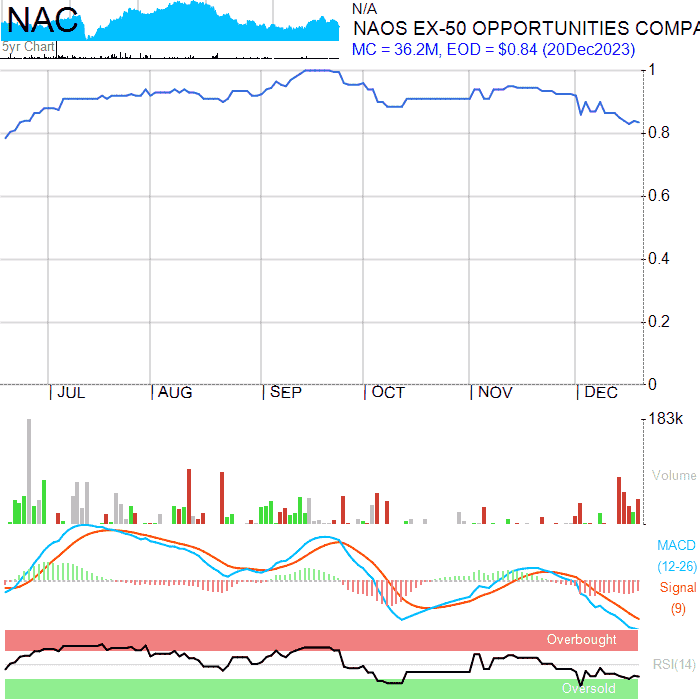 NAC
5yr Chart
N/A
NAOS EX-50 OPPORTUNITIES COMPA
MC = 36.2M, EOD = $0.84 (20Dec2023)
1
0.8
0.6
0.4
0.2
0
JUL AUG SEP OCT NOV DEC
183k
Volume
MACD
(12-26)
Signal
(9)
Overbought
RSI(14)
Oversold